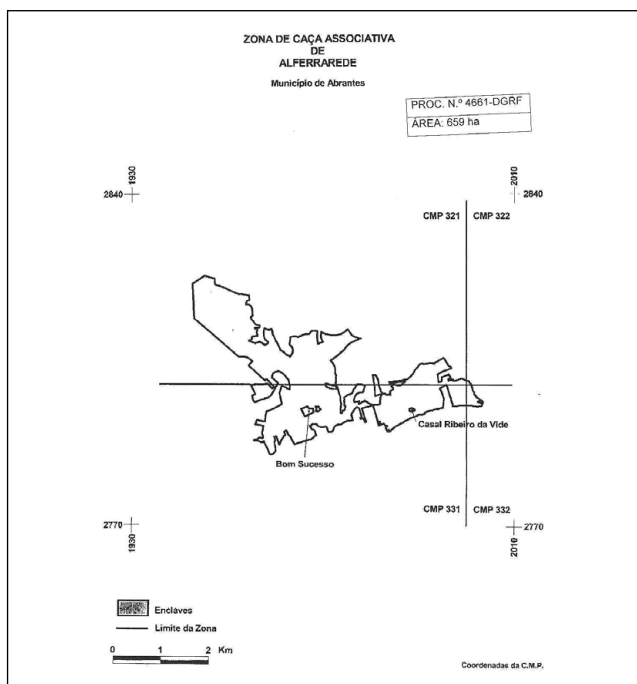 ZONA DE CAÇA ASSOCIATIVA
DE
ALFERRAREDE
Município de Abrantes
PROC. N.º 4661-DGRF
ÁREA: 659 ha
1930
2010
2840
2840
CMP 321
CMP 322
Casal Ribeiro da Vide
Bom Sucesso
CMP 331
CMP 332
2770
2770
1930
2010
Enclaves
Limite da Zona
0 1 2 Km
Coordenadas da C.M.P.